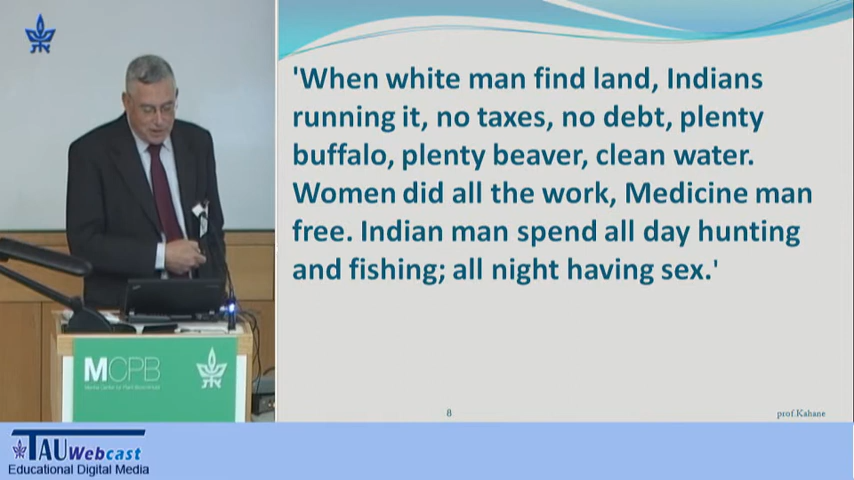 'When white man find land, Indians
running it, no taxes, no debt, plenty
buffalo, plenty beaver, clean water.
Women did all the work, Medicine man
free. Indian man spend all day hunting
and fishing; all night having sex.'
8
prof.Kahane
MCPB
TAU Webcast
Educational Digital Media